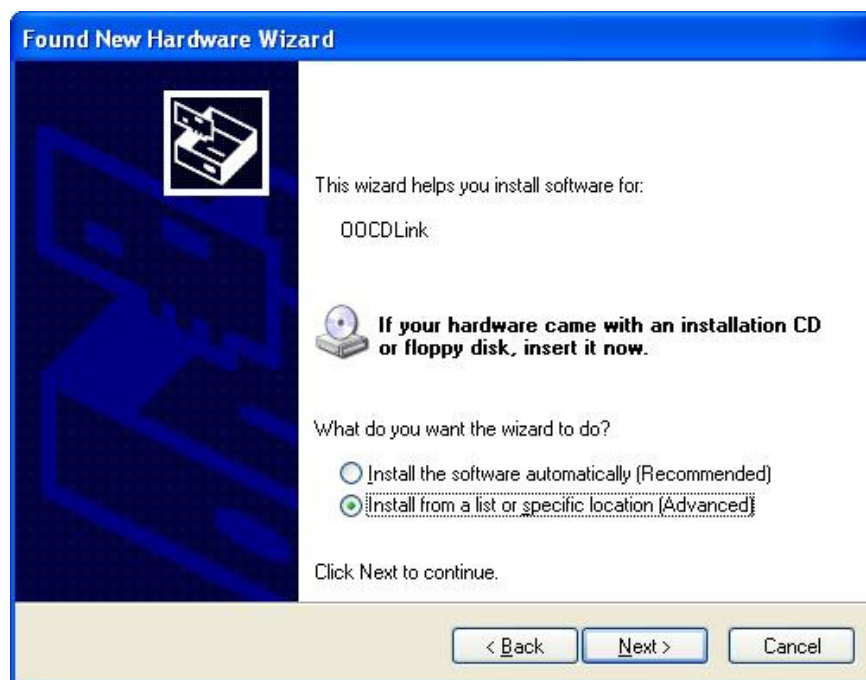 Found New Hardware Wizard
This wizard helps you install software for:
OOCDLink
If your hardware came with an installation CD
or floppy disk, insert it now.
What do you want the wizard to do?
Install the software automatically (Recommended)
Install from a list or specific location (Advanced)
Click Next to continue.
< Back Next > Cancel